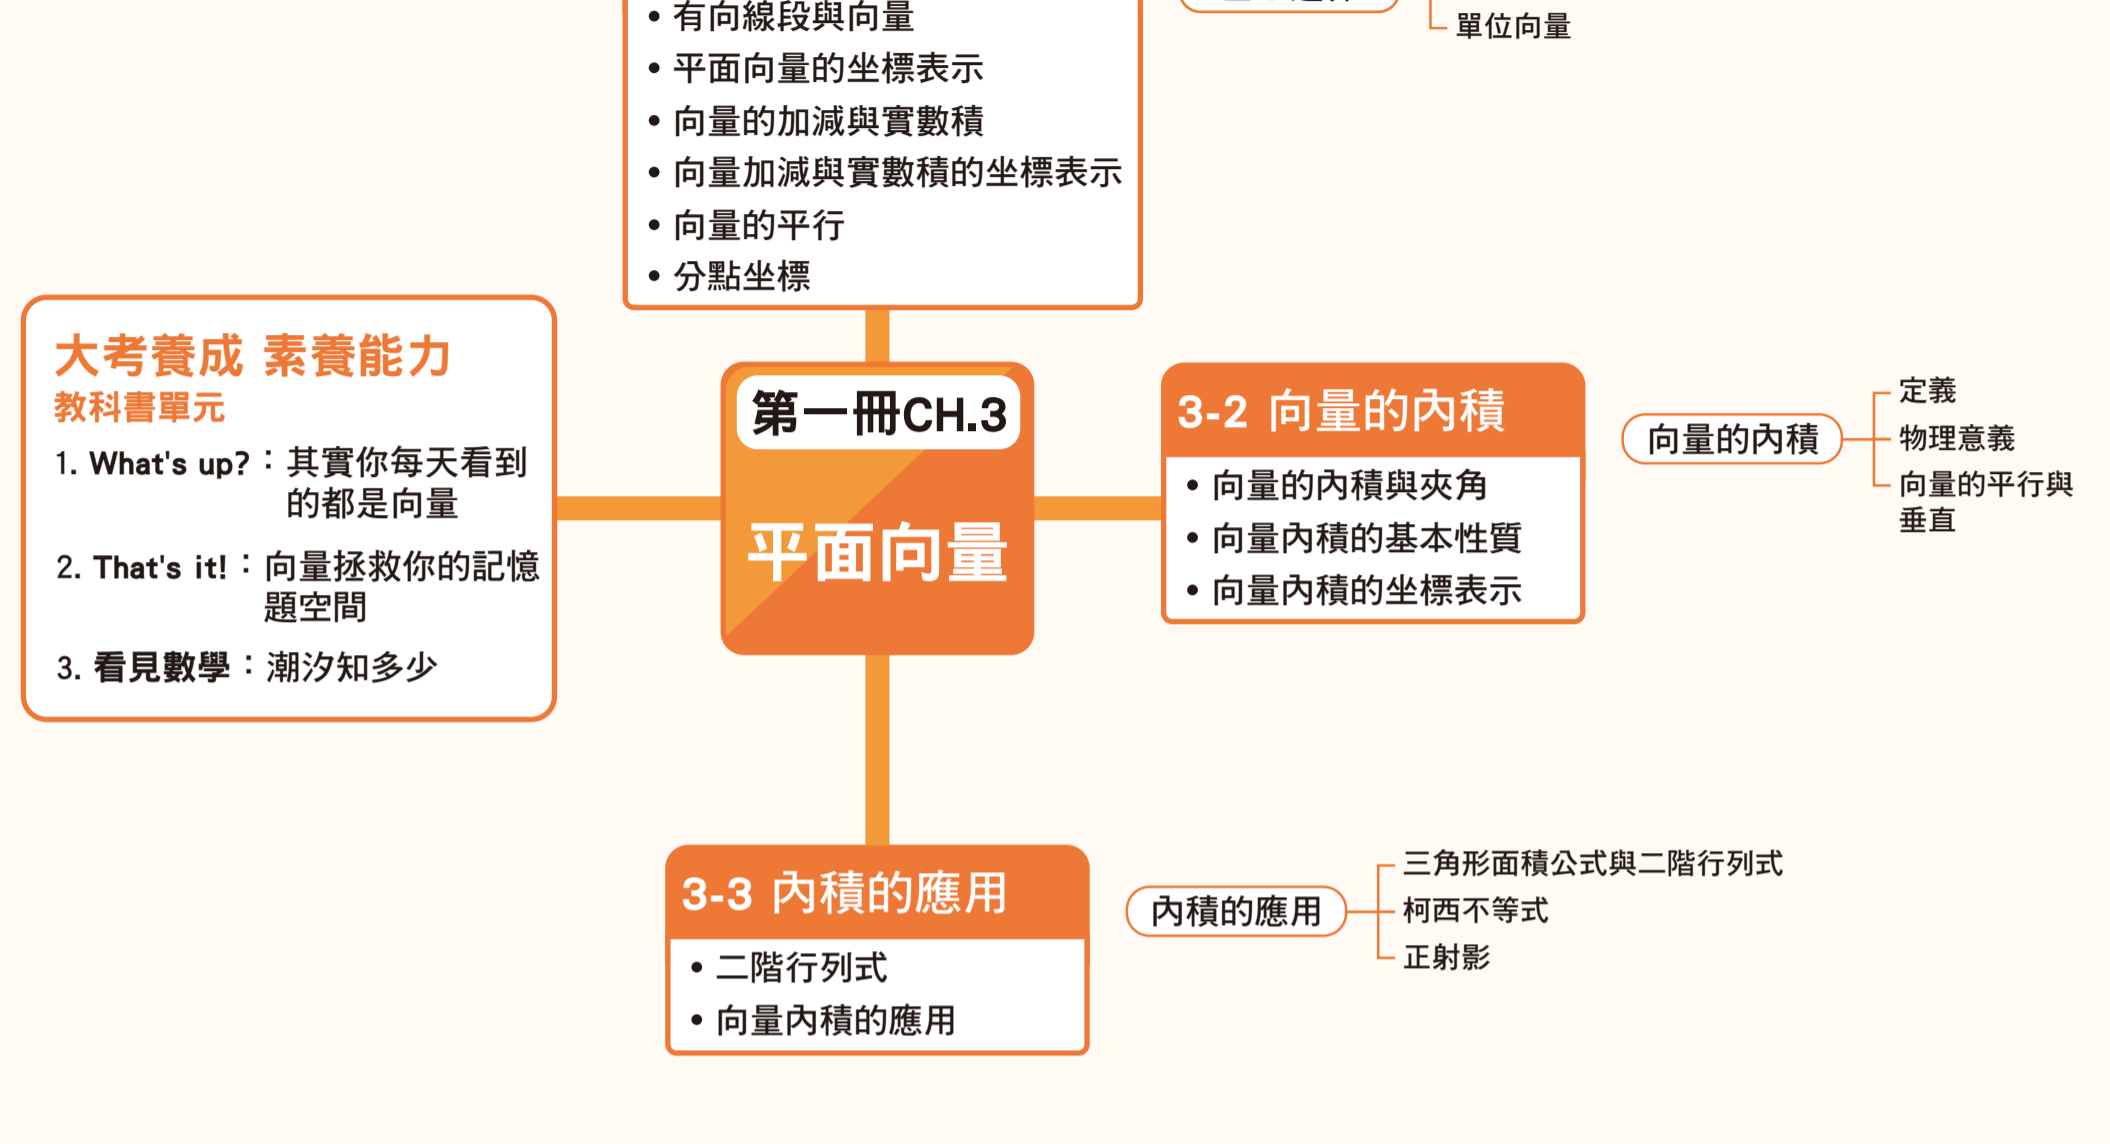 • 有向線段與向量
• 平面向量的坐標表示
• 向量的加減與實數積
• 向量加減與實數積的坐標表示
• 向量的平行
• 分點坐標
單位向量
大考養成 素養能力
教科書單元
1. What's up?：其實你每天看到
的都是向量
2. That's it!：向量拯救你的記憶
題空間
3. 看見數學：潮汐知多少
第一冊CH.3
平面向量
3-2 向量的內積
• 向量的內積與夾角
• 向量內積的基本性質
• 向量內積的坐標表示
向量的內積
定義
物理意義
向量的平行與
垂直
3-3 內積的應用
• 二階行列式
• 向量內積的應用
內積的應用
三角形面積公式與二階行列式
柯西不等式
正射影